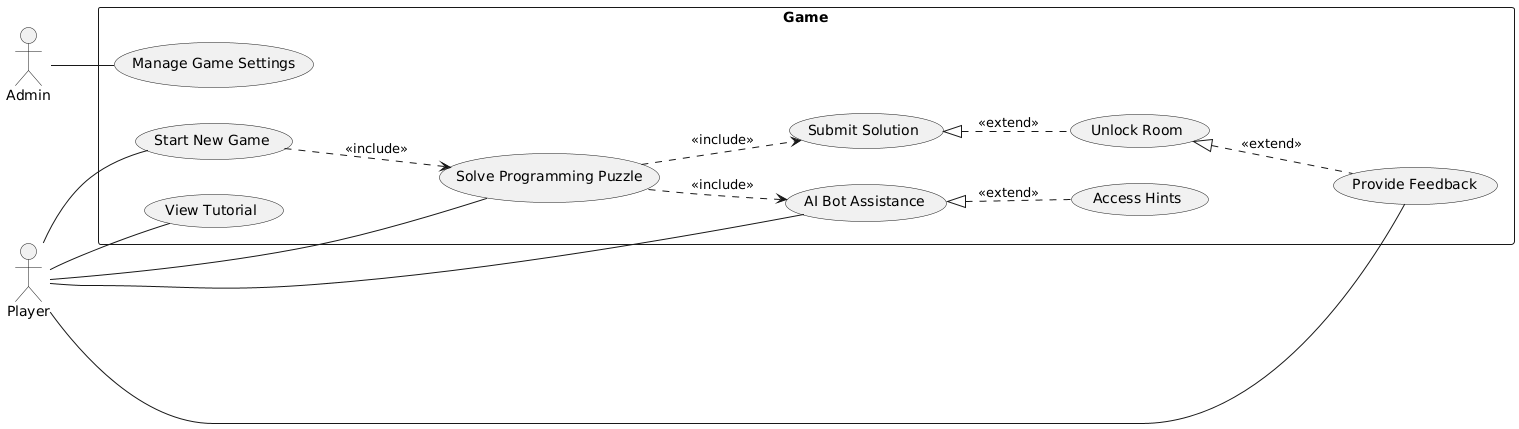 Game
Admin
Manage Game Settings
Start New Game
«include»
Solve Programming Puzzle
«include»
Submit Solution
«extend»
Unlock Room
«extend»
Provide Feedback
View Tutorial
«include»
AI Bot Assistance
«extend»
Access Hints
Player